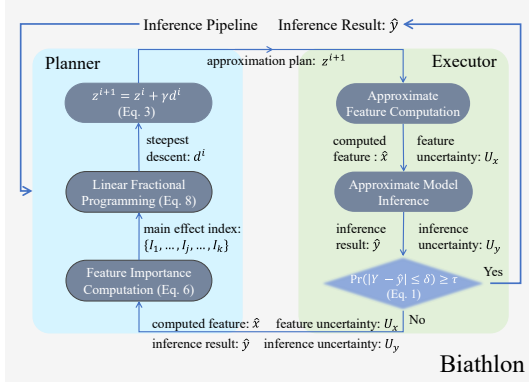 Inference Pipeline
Inference Result: ŷ
Planner
Executor
approximation plan: z^{i+1}
z^{i+1} = z^i + γd^i
(Eq. 3)
steepest
descent: d^i
Linear Fractional
Programming (Eq. 8)
main effect index:
{I_1, …, I_j, …, I_k}
Feature Importance
Computation (Eq. 6)
Approximate
Feature Computation
computed
feature : x̂
feature
uncertainty: U_x
Approximate Model
Inference
inference
result: ŷ
inference
uncertainty: U_y
Pr(|Y − ŷ| ≤ δ) ≥ τ
(Eq. 1)
Yes
No
computed feature: x̂ feature uncertainty: U_x
inference result: ŷ inference uncertainty: U_y
Biathlon